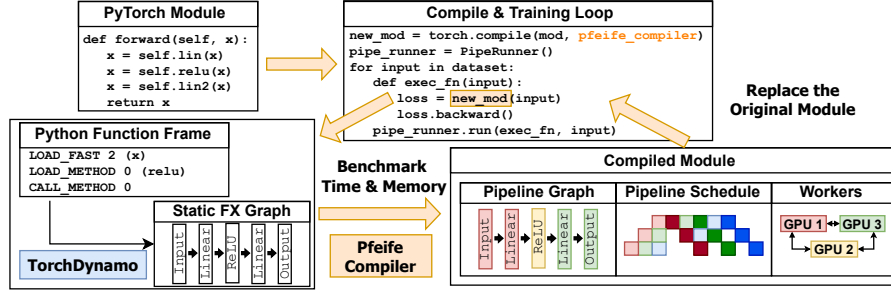 PyTorch Module
def forward(self, x):
x = self.lin(x)
x = self.relu(x)
x = self.lin2(x)
return x
Compile & Training Loop
new_mod = torch.compile(mod, pfeife_compiler)
pipe_runner = PipeRunner()
for input in dataset:
def exec_fn(input):
loss = new_mod(input)
loss.backward()
pipe_runner.run(exec_fn, input)
Replace the
Original Module
Python Function Frame
LOAD_FAST 2 (x)
LOAD_METHOD 0 (relu)
CALL_METHOD 0
Static FX Graph
Input
Linear
ReLU
Linear
Output
TorchDynamo
Benchmark
Time & Memory
Pfeife
Compiler
Compiled Module
Pipeline Graph
Input
Linear
ReLU
Linear
Output
Pipeline Schedule
Workers
GPU 1
GPU 3
GPU 2